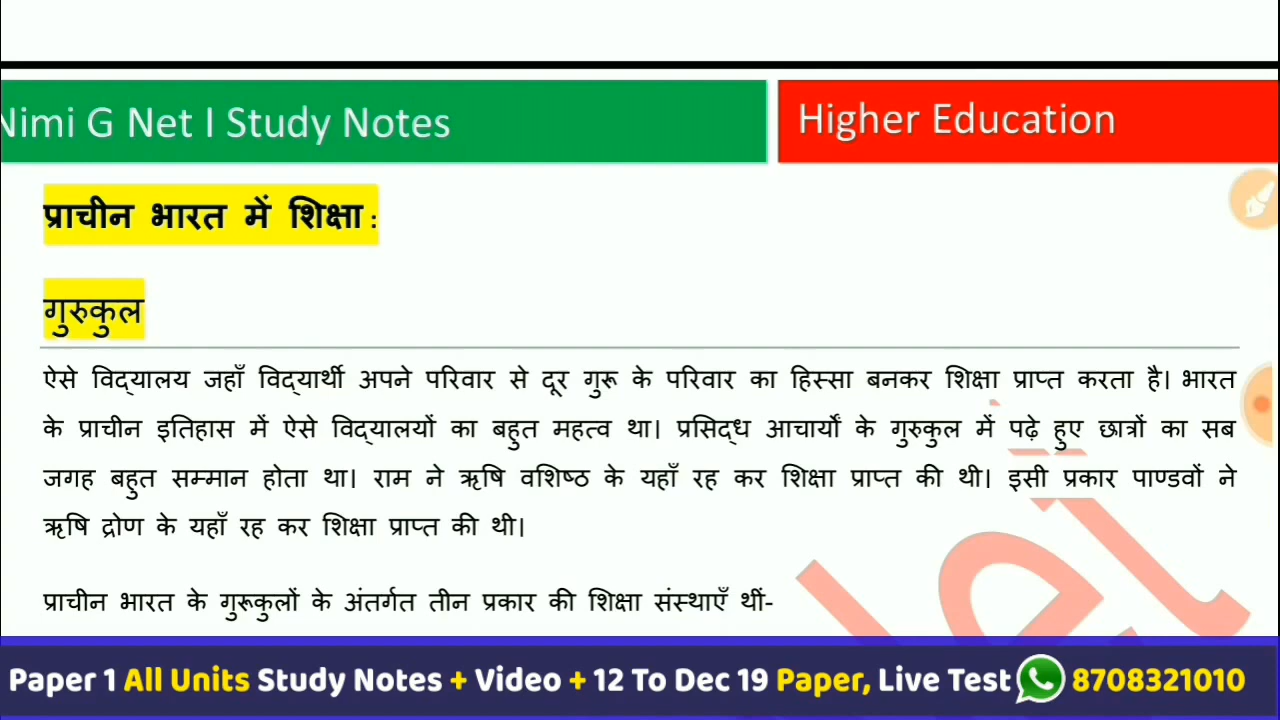 Nimi G Net I Study Notes
Higher Education
प्राचीन भारत में शिक्षा:
गुरुकुल
ऐसे विद्यालय जहाँ विद्यार्थी अपने परिवार से दूर गुरू के परिवार का हिस्सा बनकर शिक्षा प्राप्त करता है। भारत
के प्राचीन इतिहास में ऐसे विद्यालयों का बहुत महत्व था। प्रसिद्ध आचार्यों के गुरुकुल में पढ़े हुए छात्रों का सब
जगह बहुत सम्मान होता था। राम ने ऋषि वशिष्ठ के यहाँ रह कर शिक्षा प्राप्त की थी। इसी प्रकार पाण्डवों ने
ऋषि द्रोण के यहाँ रह कर शिक्षा प्राप्त की थी।
प्राचीन भारत के गुरूकुलों के अंतर्गत तीन प्रकार की शिक्षा संस्थाएँ थीं-
Paper 1 All Units Study Notes + Video + 12 To Dec 19 Paper, Live Test 8708321010